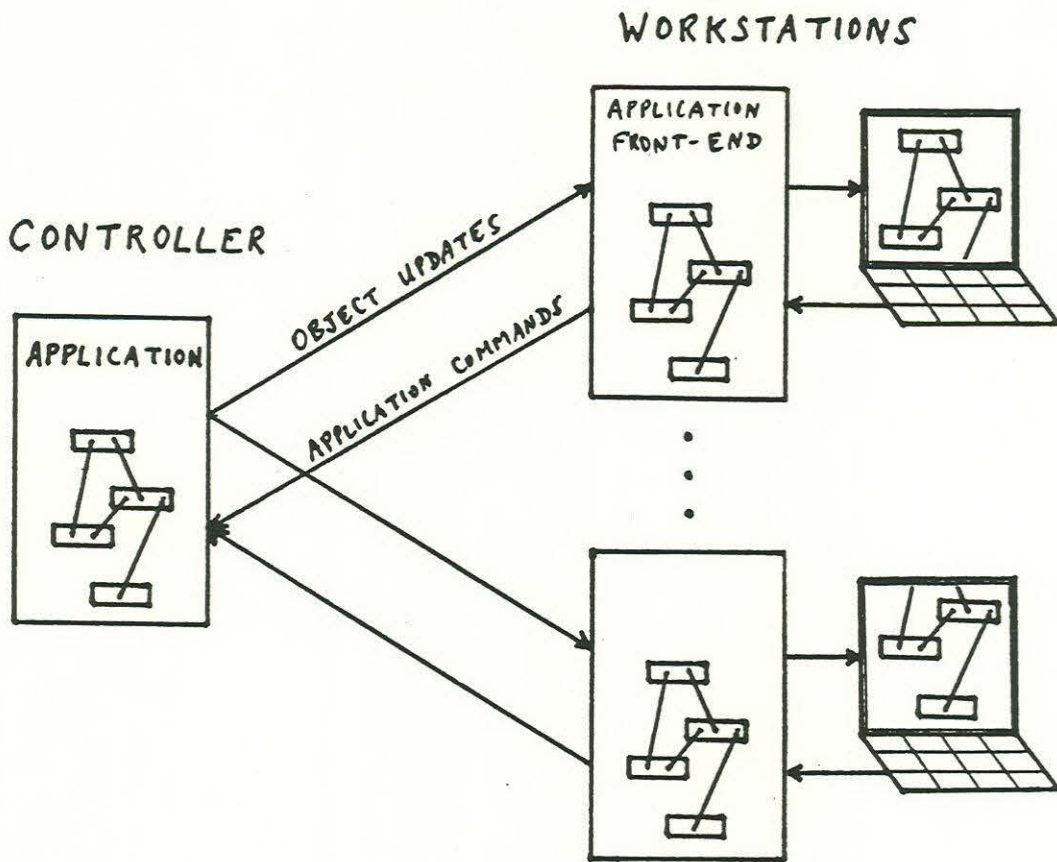 WORKSTATIONS
APPLICATION
FRONT-END
CONTROLLER
OBJECT UPDATES
APPLICATION
APPLICATION COMMANDS